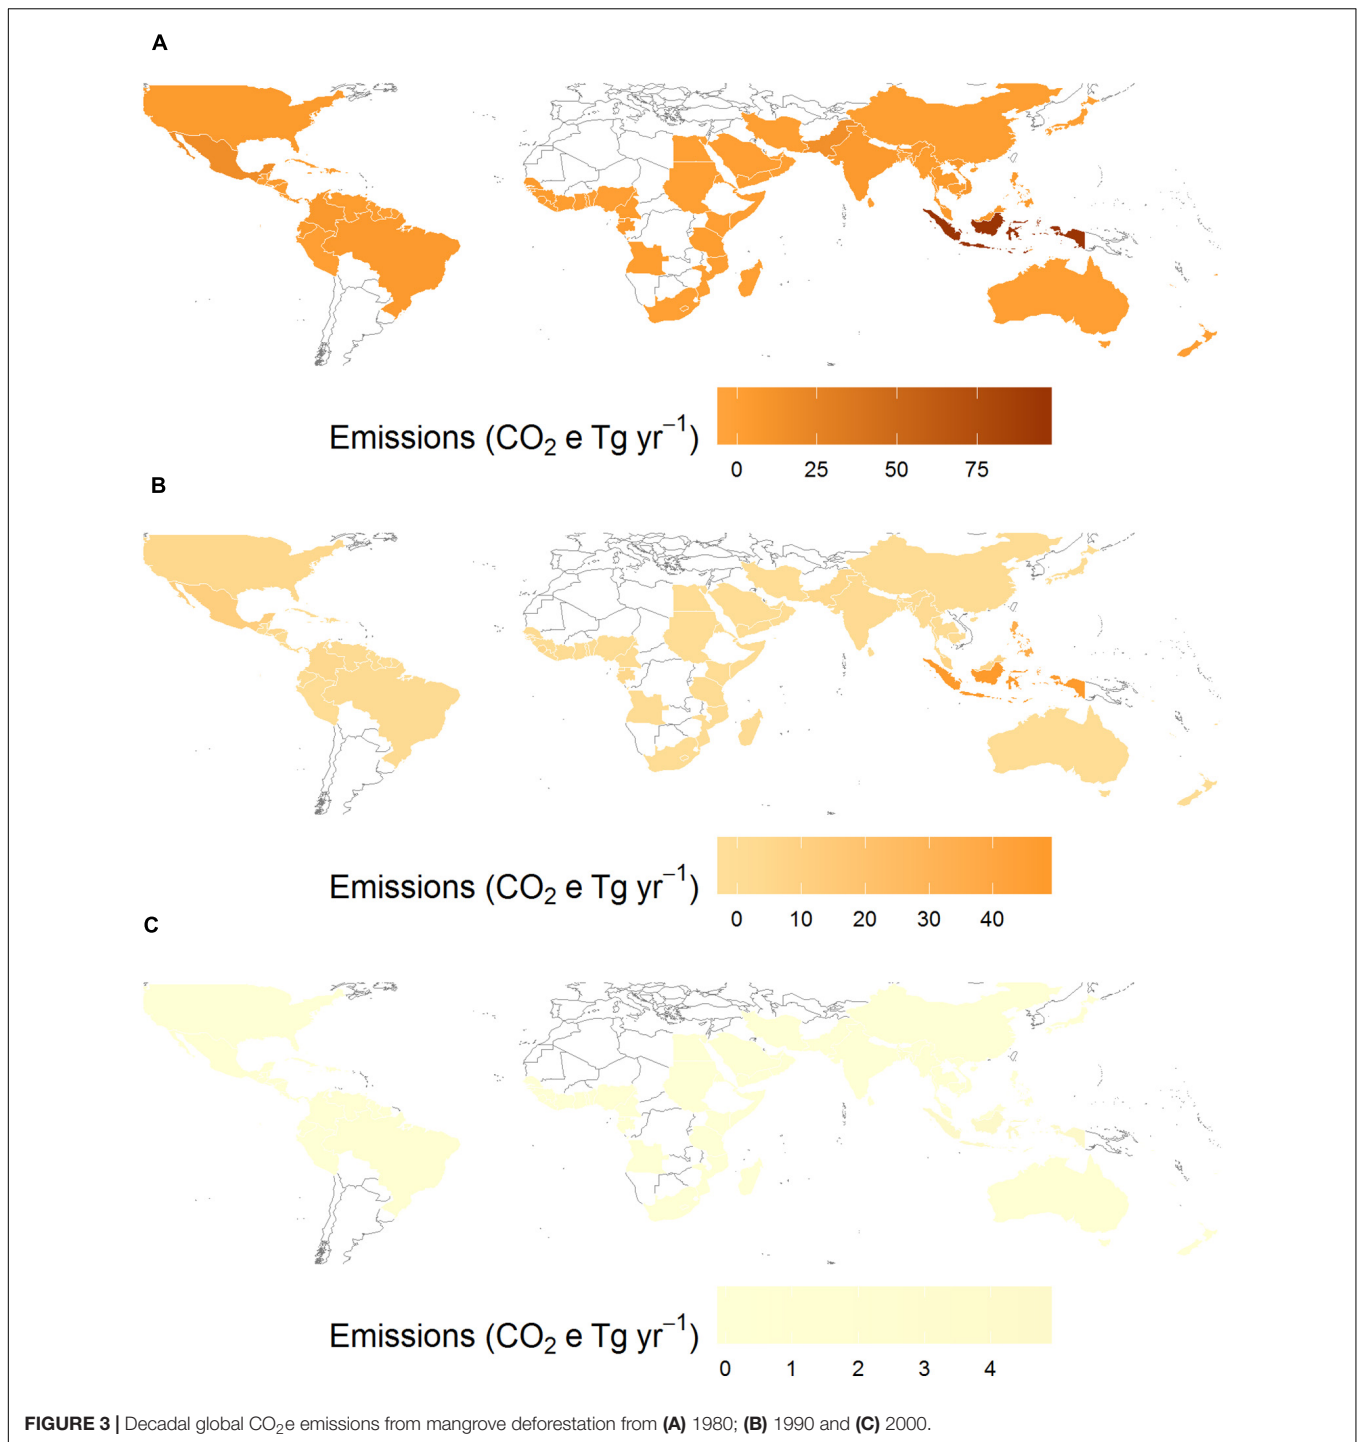 A
Emissions (CO₂ e Tg yr⁻¹)
0 25 50 75
B
Emissions (CO₂ e Tg yr⁻¹)
0 10 20 30 40
C
Emissions (CO₂ e Tg yr⁻¹)
0 1 2 3 4
FIGURE 3 | Decadal global CO₂e emissions from mangrove deforestation from (A) 1980; (B) 1990 and (C) 2000.